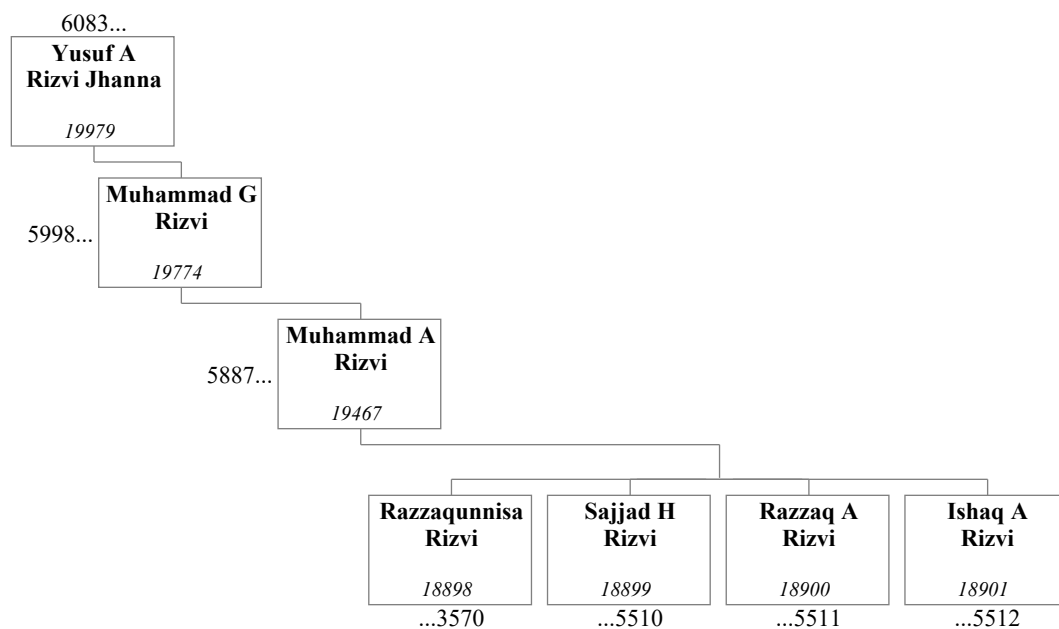 6083...
Yusuf A
Rizvi Jhanna
19979
Muhammad G
Rizvi
5998...
19774
Muhammad A
Rizvi
5887...
19467
Razzaqunnisa
Rizvi
18898
...3570
Sajjad H
Rizvi
18899
...5510
Razzaq A
Rizvi
18900
...5511
Ishaq A
Rizvi
18901
...5512